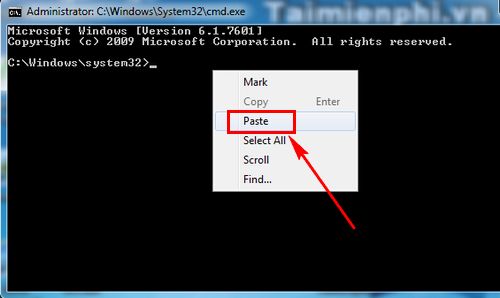 Administrator: C:\Windows\System32\cmd.exe
Taimienphi.vn
Microsoft Windows [Version 6.1.7601]
Copyright (c) 2009 Microsoft Corporation.  All rights reserved.
C:\Windows\system32>_
Mark
Copy Enter
Paste
Select All
Scroll
Find...